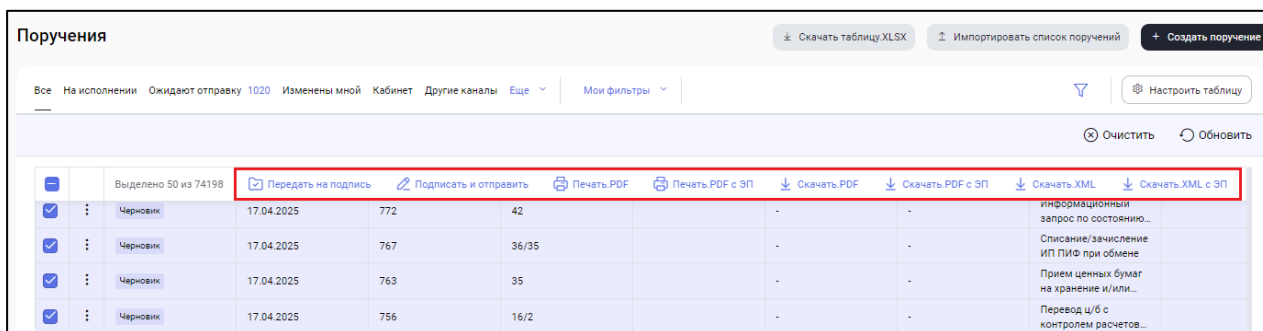 Поручения
Скачать таблицу.XLSX
Импортировать список поручений
+ Создать поручение
Все На исполнении Ожидают отправку 1020 Изменены мной Кабинет Другие каналы Еще Мои фильтры
Настроить таблицу
Очистить Обновить
Выделено 50 из 74198 Передать на подпись Подписать и отправить Печать.PDF Печать.PDF с ЭП Скачать.PDF Скачать.PDF с ЭП Скачать.XML Скачать.XML с ЭП
Черновик 17.04.2025 772 42 - - Информационный
запрос по состоянию...
Черновик 17.04.2025 767 36/35 - - Списание/зачисление
ИП ПИФ при обмене
Черновик 17.04.2025 763 35 - - Прием ценных бумаг
на хранение и/или...
Черновик 17.04.2025 756 16/2 - - Перевод ц/б с
контролем расчетов...